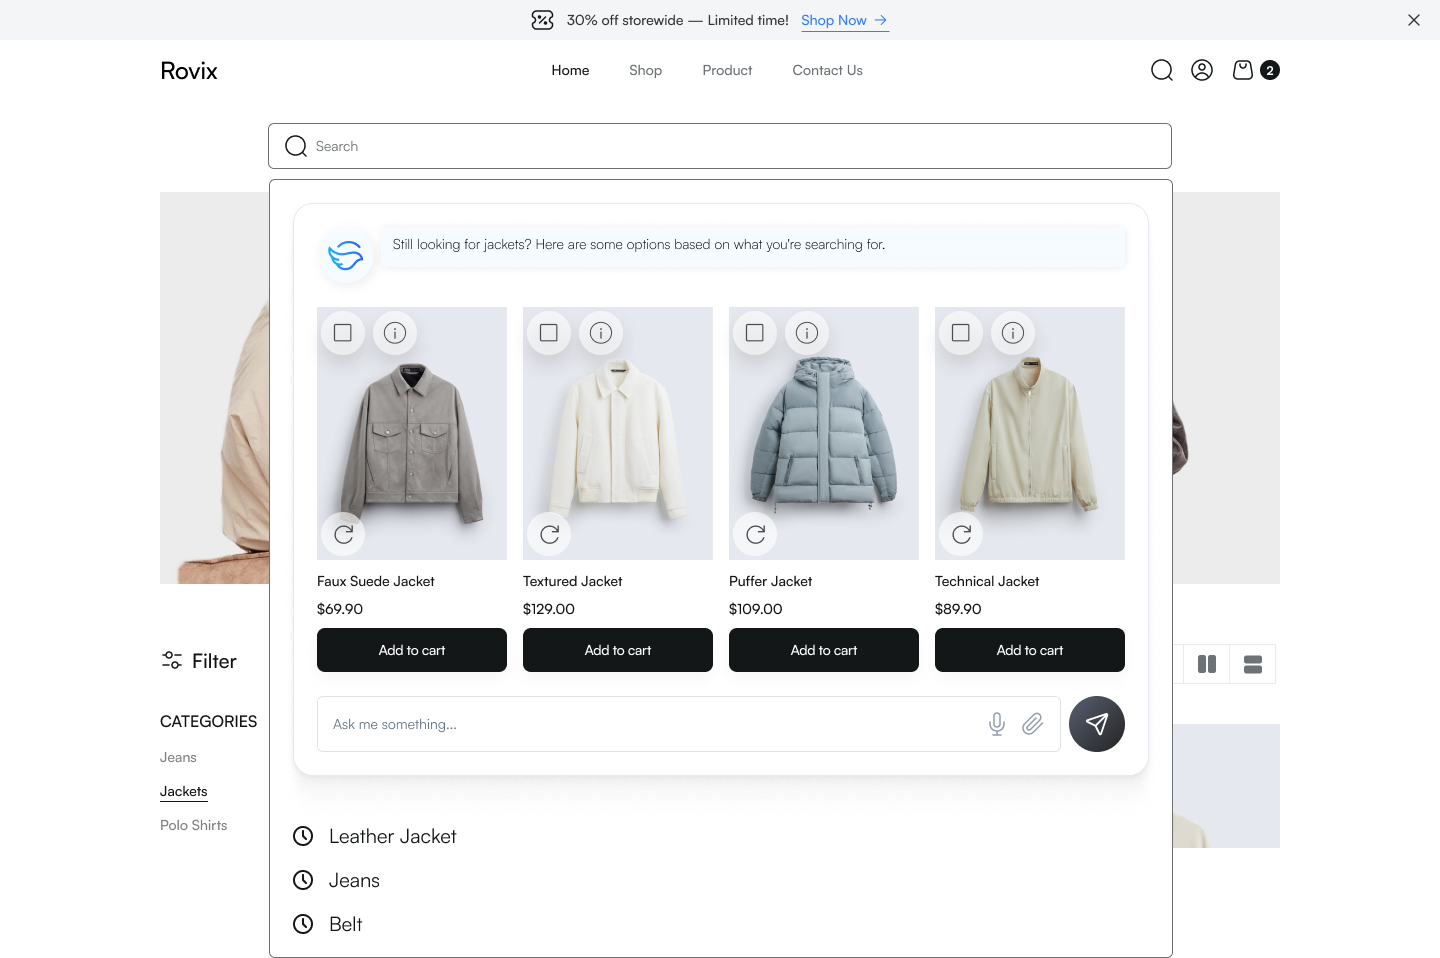 30% off storewide — Limited time! Shop Now
Rovix
Home Shop Product Contact Us
2
Search
Still looking for jackets? Here are some options based on what you're searching for.
Faux Suede Jacket
$69.90
Add to cart
Textured Jacket
$129.00
Add to cart
Puffer Jacket
$109.00
Add to cart
Technical Jacket
$89.90
Add to cart
Filter
CATEGORIES
Jeans
Jackets
Polo Shirts
Ask me something...
Leather Jacket
Jeans
Belt